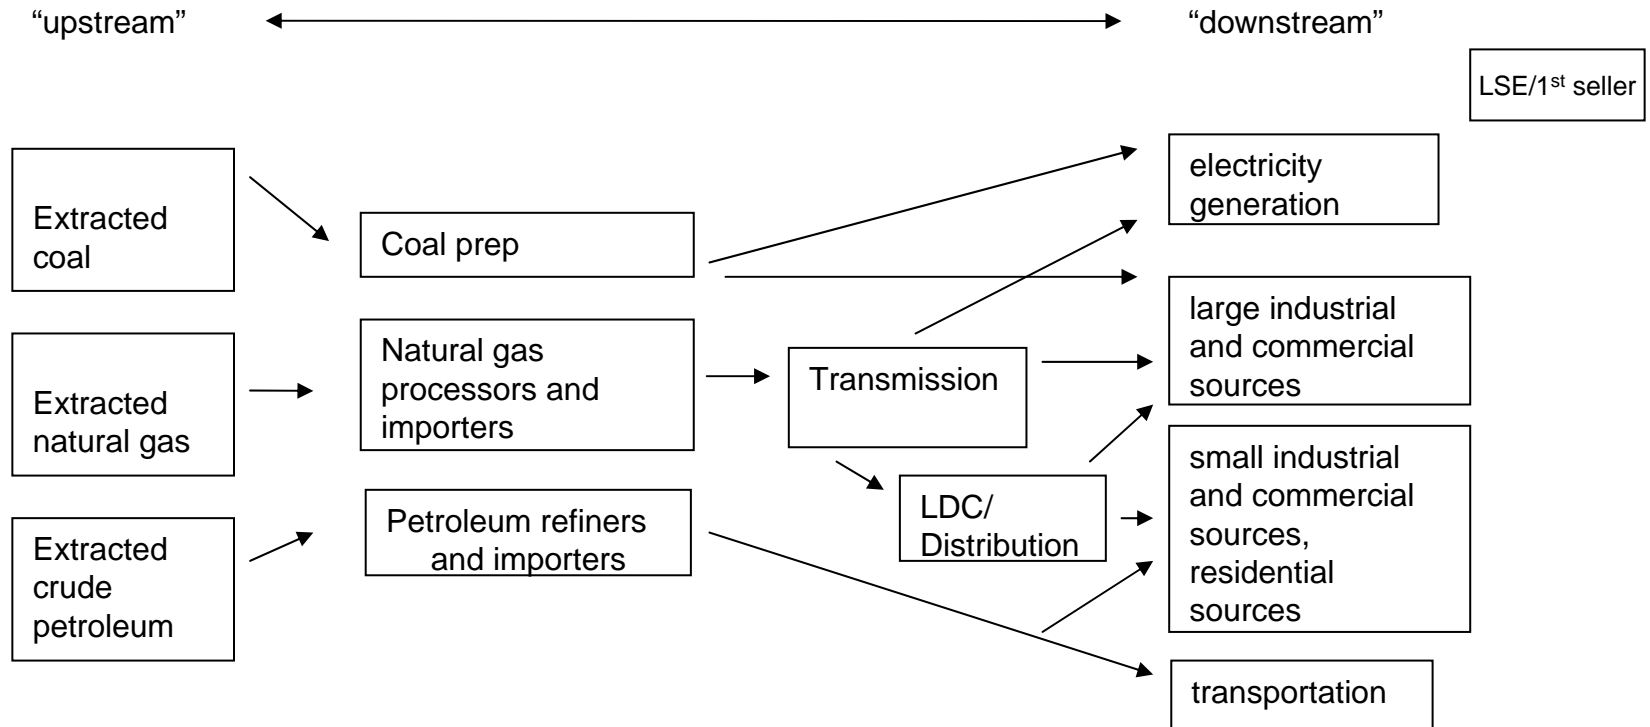 “upstream”
“downstream”
LSE/1st seller
Extracted
coal
Coal prep
electricity
generation
Extracted
natural gas
Natural gas
processors and
importers
Transmission
large industrial
and commercial
sources
Extracted
crude
petroleum
Petroleum refiners
and importers
LDC/
Distribution
small industrial
and commercial
sources,
residential
sources
transportation